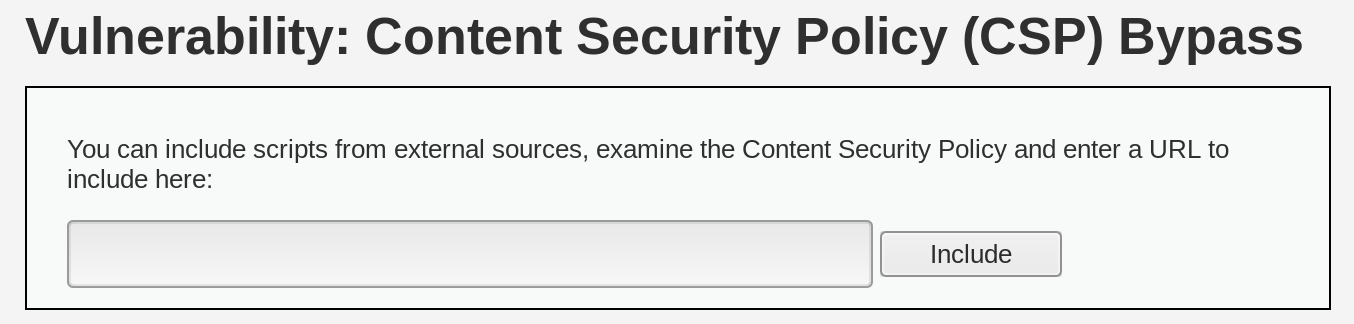 Vulnerability: Content Security Policy (CSP) Bypass
You can include scripts from external sources, examine the Content Security Policy and enter a URL to
include here:
Include